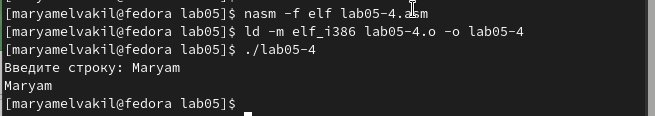 [maryamelvakil@fedora lab05]$ nasm -f elf lab05-4.asm
[maryamelvakil@fedora lab05]$ ld -m elf_i386 lab05-4.o -o lab05-4
[maryamelvakil@fedora lab05]$ ./lab05-4
Введите строку: Maryam
Maryam
[maryamelvakil@fedora lab05]$